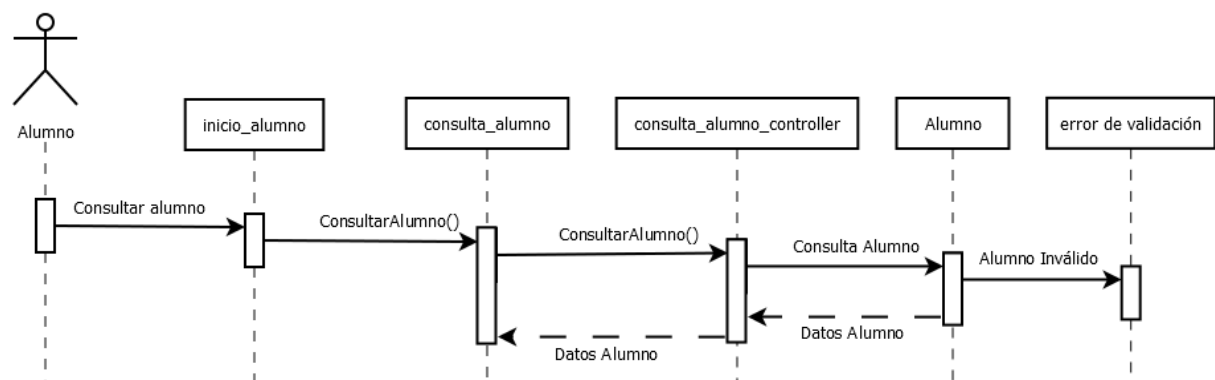 Alumno
inicio_alumno
consulta_alumno
consulta_alumno_controller
Alumno
error de validación
Consultar alumno
ConsultarAlumno()
ConsultarAlumno()
Consulta Alumno
Alumno Inválido
Datos Alumno
Datos Alumno